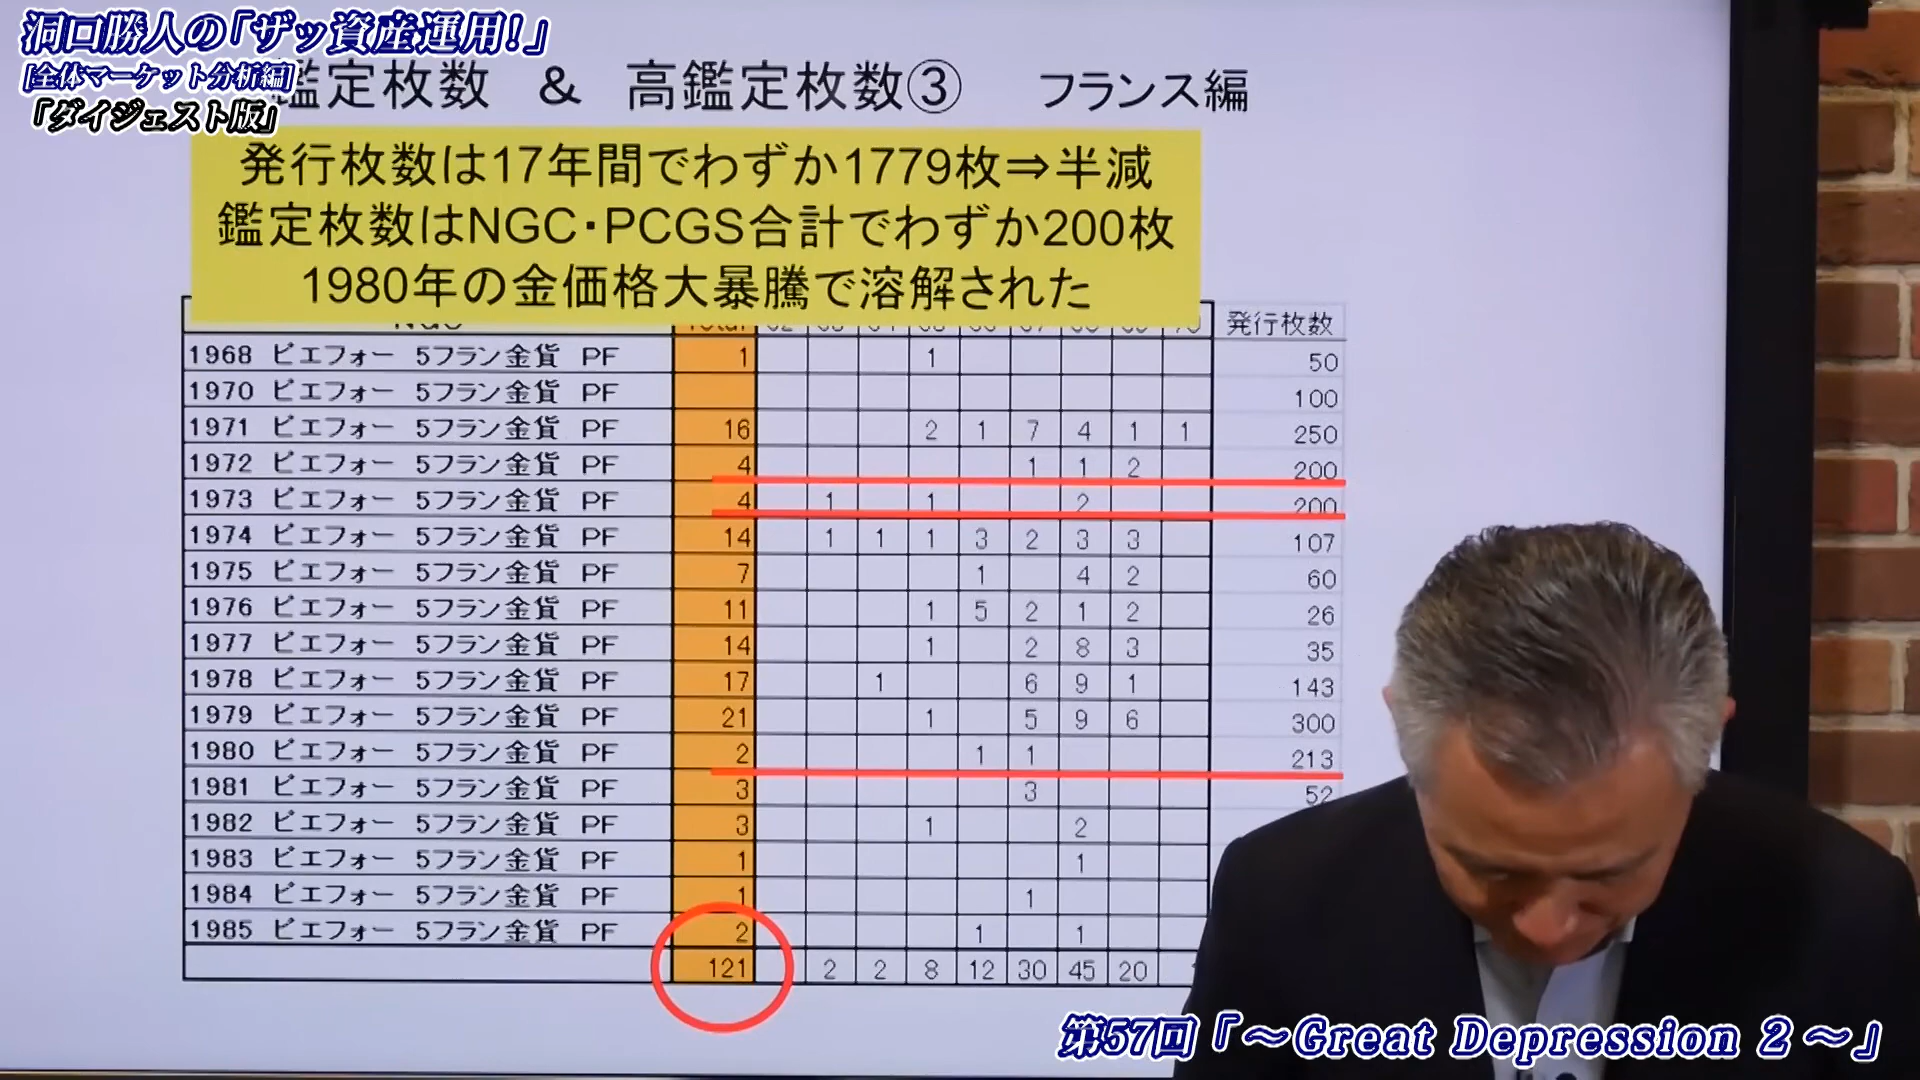 洞口勝人の「ザッ資産運用!」
[全体マーケット分析編]
「ダイジェスト版」
鑑定枚数 & 高鑑定枚数③ フランス編
発行枚数は17年間でわずか1779枚⇒半減
鑑定枚数はNGC・PCGS合計でわずか200枚
1980年の金価格大暴騰で溶解された
発行枚数
1968 ピエフォー 5フラン金貨 PF 1 1 50
1970 ピエフォー 5フラン金貨 PF 100
1971 ピエフォー 5フラン金貨 PF 16 2 1 7 4 1 1 250
1972 ピエフォー 5フラン金貨 PF 4 1 1 2 200
1973 ピエフォー 5フラン金貨 PF 4 1 1 2 200
1974 ピエフォー 5フラン金貨 PF 14 1 1 1 3 2 3 3 107
1975 ピエフォー 5フラン金貨 PF 7 1 4 2 60
1976 ピエフォー 5フラン金貨 PF 11 1 5 2 1 2 26
1977 ピエフォー 5フラン金貨 PF 14 1 2 8 3 35
1978 ピエフォー 5フラン金貨 PF 17 1 6 9 1 143
1979 ピエフォー 5フラン金貨 PF 21 1 5 9 6 300
1980 ピエフォー 5フラン金貨 PF 2 1 1 213
1981 ピエフォー 5フラン金貨 PF 3 3 52
1982 ピエフォー 5フラン金貨 PF 3 1 2
1983 ピエフォー 5フラン金貨 PF 1 1
1984 ピエフォー 5フラン金貨 PF 1 1
1985 ピエフォー 5フラン金貨 PF 2 1 1
121 2 2 8 12 30 45 20
第57回「～Great Depression 2～」